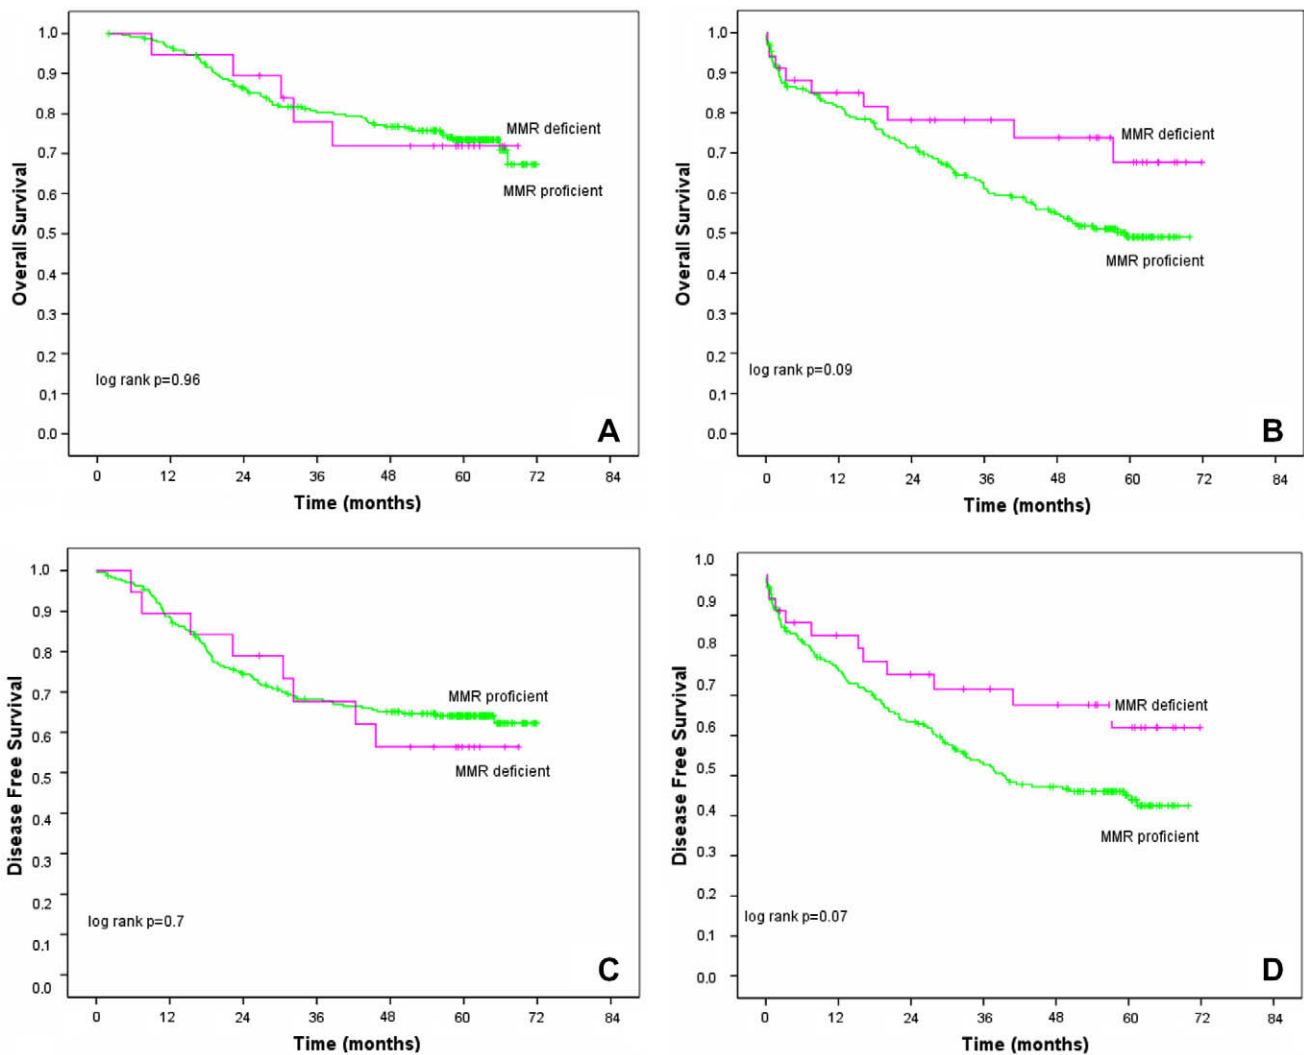 1.0
0.9
0.8
0.7
0.6
0.5
0.4
0.3
0.2
0.1
0.0
Overall Survival
MMR deficient
MMR proficient
log rank p=0.96
A
0 12 24 36 48 60 72 84
Time (months)
1.0
0.9
0.8
0.7
0.6
0.5
0.4
0.3
0.2
0.1
0.0
Overall Survival
MMR deficient
MMR proficient
log rank p=0.09
B
0 12 24 36 48 60 72 84
Time (months)
1.0
0.9
0.8
0.7
0.6
0.5
0.4
0.3
0.2
0.1
0.0
Disease Free Survival
MMR proficient
MMR deficient
log rank p=0.7
C
0 12 24 36 48 60 72 84
Time (months)
1.0
0.9
0.8
0.7
0.6
0.5
0.4
0.3
0.2
0.1
0.0
Disease Free Survival
MMR deficient
MMR proficient
log rank p=0.07
D
0 12 24 36 48 60 72 84
Time (months)